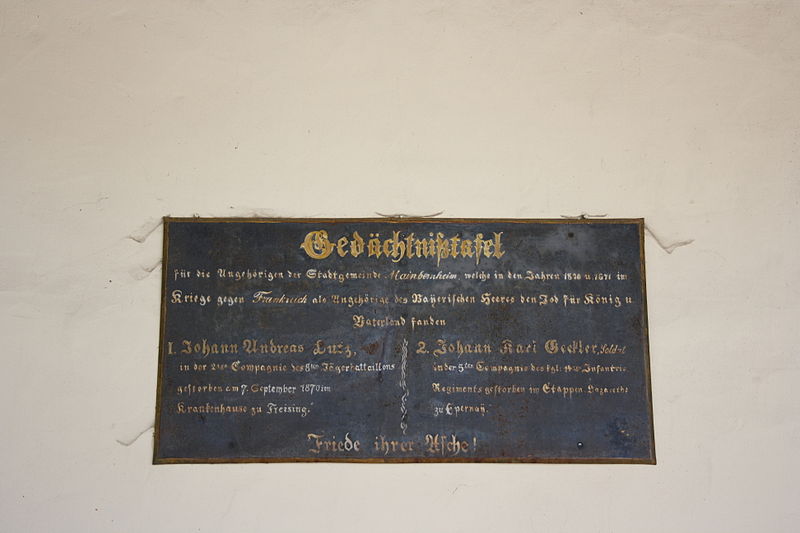 Gedächtnißtafel
für die Angehörigen der Stadtgemeinde Mainbernheim, welche in den Jahren 1870 u. 1871 im
Kriege gegen Frankreich als Angehörige des Bayerischen Heeres den Tod für König u
Vaterland fanden
1. Johann Andreas Lutz,
in der 2ten Compagnie des 8ten Jägerbattaillons
gestorben am 7. September 1870 im
Krankenhause zu Freising.
2. Johann Karl Geckler, Soldat
in der 5ten Compagnie des kgl. Infantrie
Regiments gestorben im Etappen Lazarethe
zu Epernay.
Friede ihrer Asche!